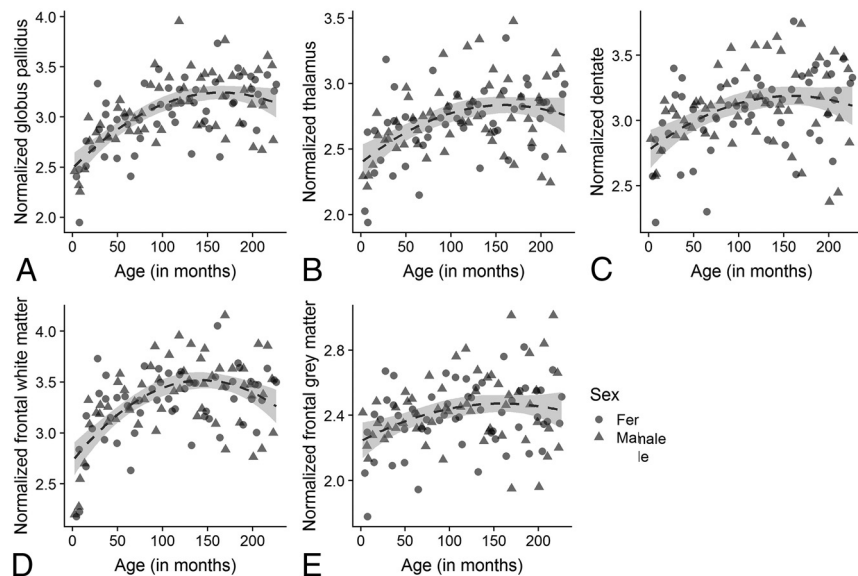 Normalized globus pallidus
4.0
3.5
3.0
2.5
2.0
0 50 100 150 200
Age (in months)
A
Normalized thalamus
3.5
3.0
2.5
2.0
0 50 100 150 200
Age (in months)
B
Normalized dentate
3.5
3.0
2.5
0 50 100 150 200
Age (in months)
C
Normalized frontal white matter
4.0
3.5
3.0
2.5
0 50 100 150 200
Age (in months)
D
Normalized frontal grey matter
2.8
2.4
2.0
0 50 100 150 200
Age (in months)
E
Sex
Fer
Ma
nale
le